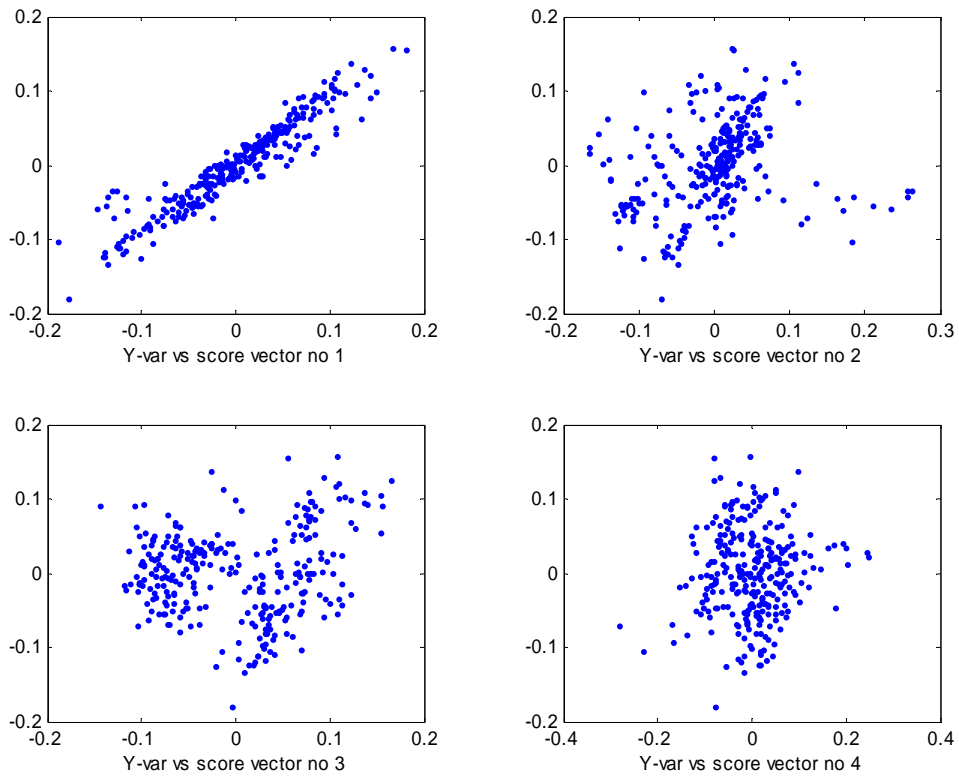 0.2
0.1
0
-0.1
-0.2
-0.2 -0.1 0 0.1 0.2
Y-var vs score vector no 1
0.2
0.1
0
-0.1
-0.2
-0.2 -0.1 0 0.1 0.2 0.3
Y-var vs score vector no 2
0.2
0.1
0
-0.1
-0.2
-0.2 -0.1 0 0.1 0.2
Y-var vs score vector no 3
0.2
0.1
0
-0.1
-0.2
-0.4 -0.2 0 0.2 0.4
Y-var vs score vector no 4